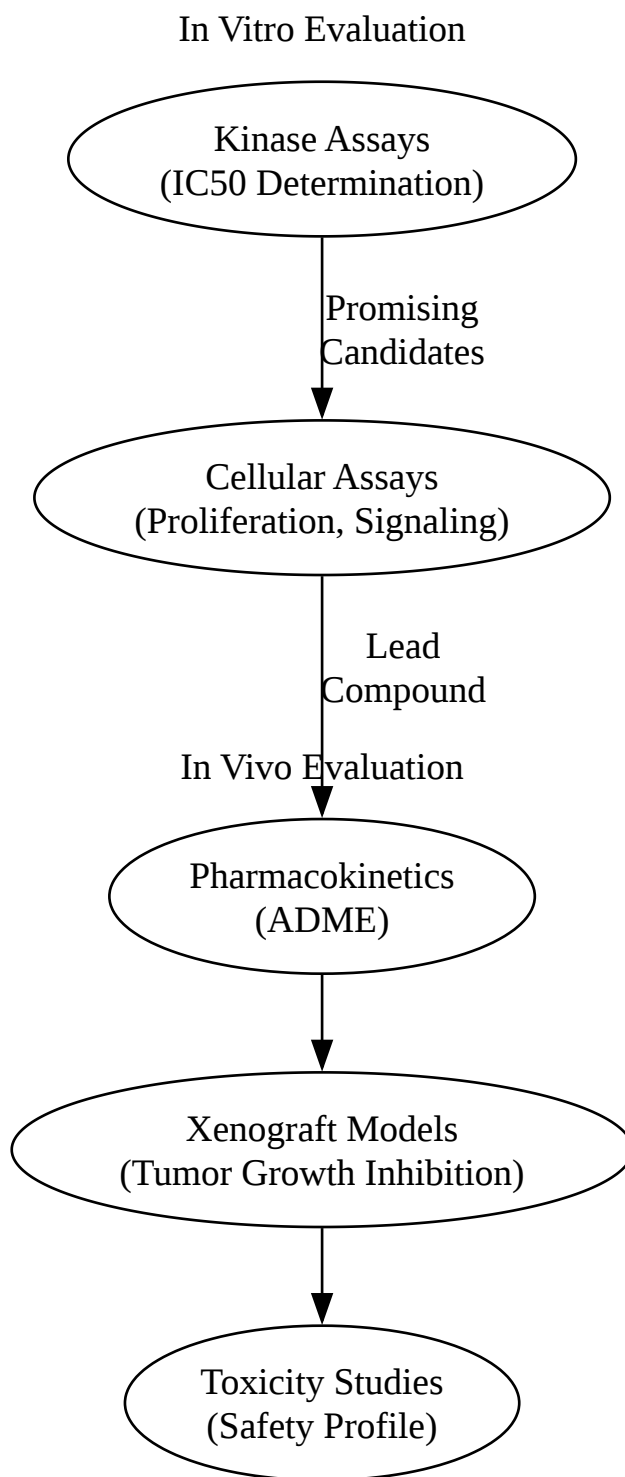 In Vitro Evaluation
Kinase Assays
(IC50 Determination)
Promising
Candidates
Cellular Assays
(Proliferation, Signaling)
Lead
Compound
In Vivo Evaluation
Pharmacokinetics
(ADME)
Xenograft Models
(Tumor Growth Inhibition)
Toxicity Studies
(Safety Profile)